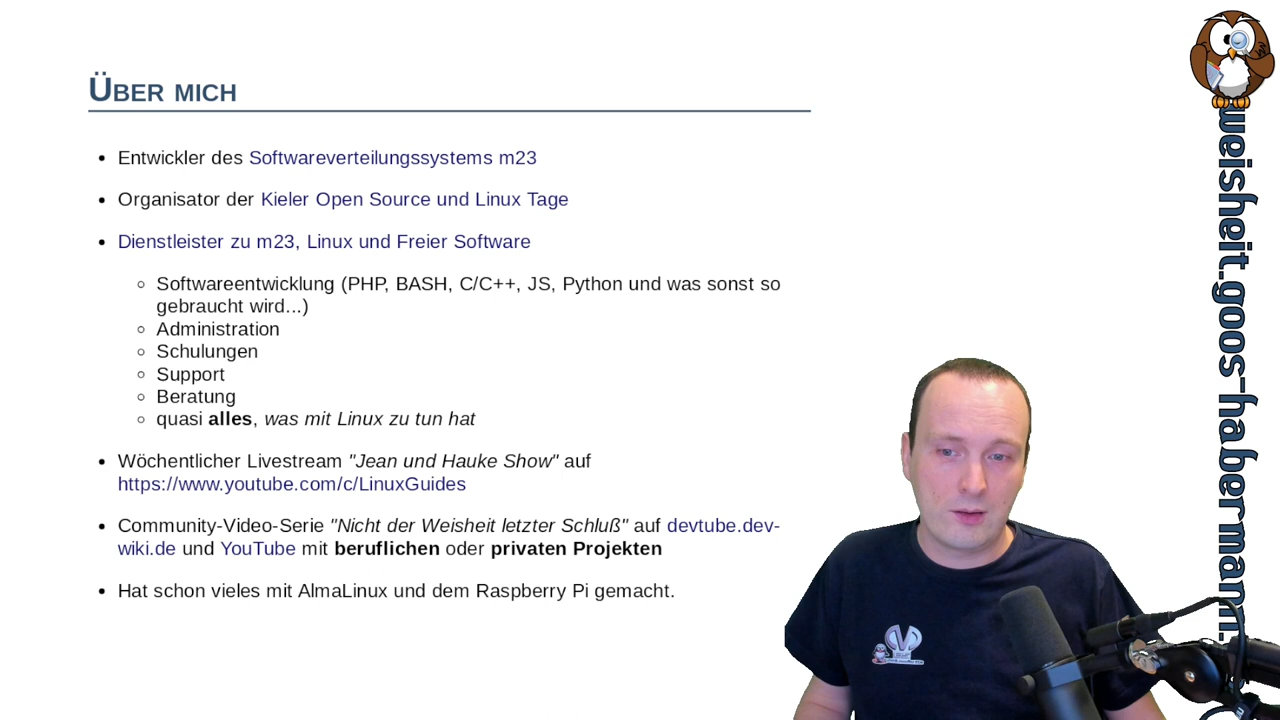 Über mich
Entwickler des Softwareverteilungssystems m23
Organisator der Kieler Open Source und Linux Tage
Dienstleister zu m23, Linux und Freier Software
Softwareentwicklung (PHP, BASH, C/C++, JS, Python und was sonst so
gebraucht wird...)
Administration
Schulungen
Support
Beratung
quasi alles, was mit Linux zu tun hat
Wöchentlicher Livestream "Jean und Hauke Show" auf
https://www.youtube.com/c/LinuxGuides
Community-Video-Serie "Nicht der Weisheit letzter Schluß" auf devtube.dev-
wiki.de und YouTube mit beruflichen oder privaten Projekten
Hat schon vieles mit AlmaLinux und dem Raspberry Pi gemacht.
weisheit.goos-habermann.